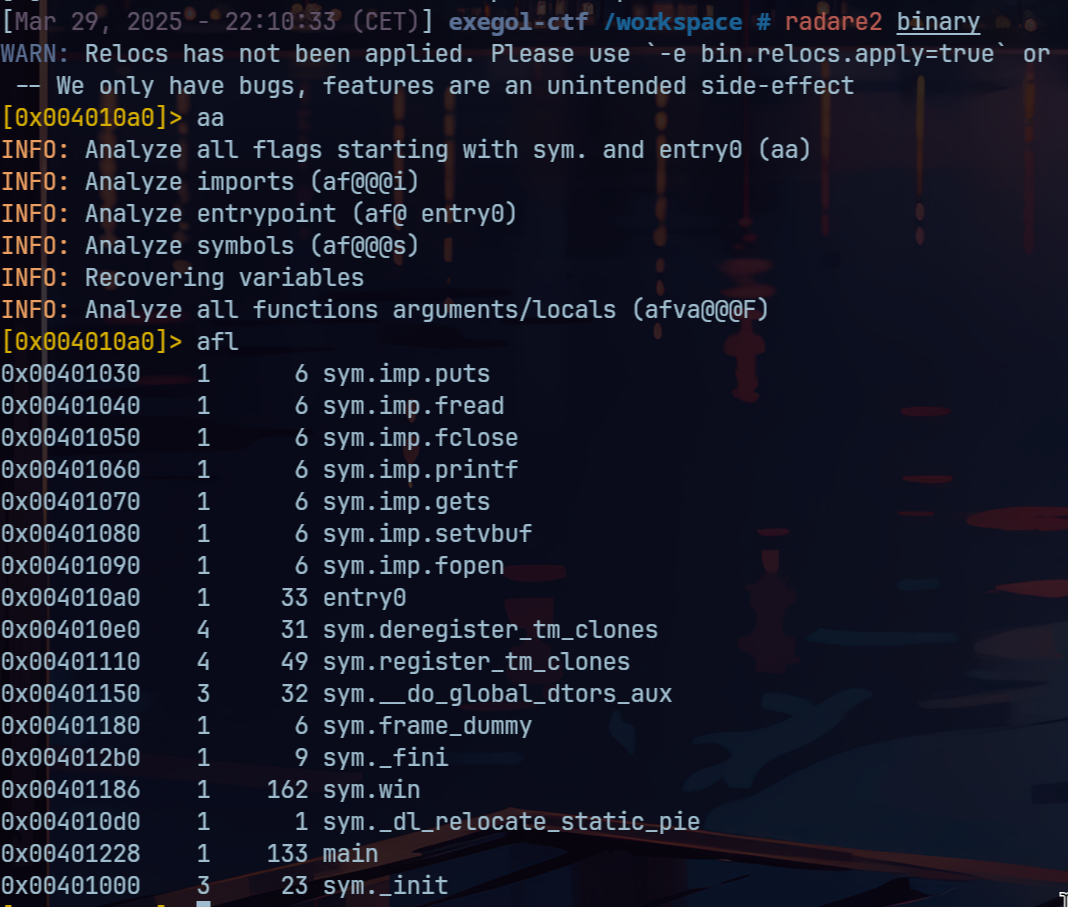 [Mar 29, 2025 - 22:10:33 (CET)] exegol-ctf /workspace # radare2 binary
WARN: Relocs has not been applied. Please use `-e bin.relocs.apply=true` or
 -- We only have bugs, features are an unintended side-effect
[0x004010a0]> aa
INFO: Analyze all flags starting with sym. and entry0 (aa)
INFO: Analyze imports (af@@@i)
INFO: Analyze entrypoint (af@ entry0)
INFO: Analyze symbols (af@@@s)
INFO: Recovering variables
INFO: Analyze all functions arguments/locals (afva@@@F)
[0x004010a0]> afl
0x00401030    1      6 sym.imp.puts
0x00401040    1      6 sym.imp.fread
0x00401050    1      6 sym.imp.fclose
0x00401060    1      6 sym.imp.printf
0x00401070    1      6 sym.imp.gets
0x00401080    1      6 sym.imp.setvbuf
0x00401090    1      6 sym.imp.fopen
0x004010a0    1     33 entry0
0x004010e0    4     31 sym.deregister_tm_clones
0x00401110    4     49 sym.register_tm_clones
0x00401150    3     32 sym.__do_global_dtors_aux
0x00401180    1      6 sym.frame_dummy
0x004012b0    1      9 sym._fini
0x00401186    1    162 sym.win
0x004010d0    1      1 sym._dl_relocate_static_pie
0x00401228    1    133 main
0x00401000    3     23 sym._init